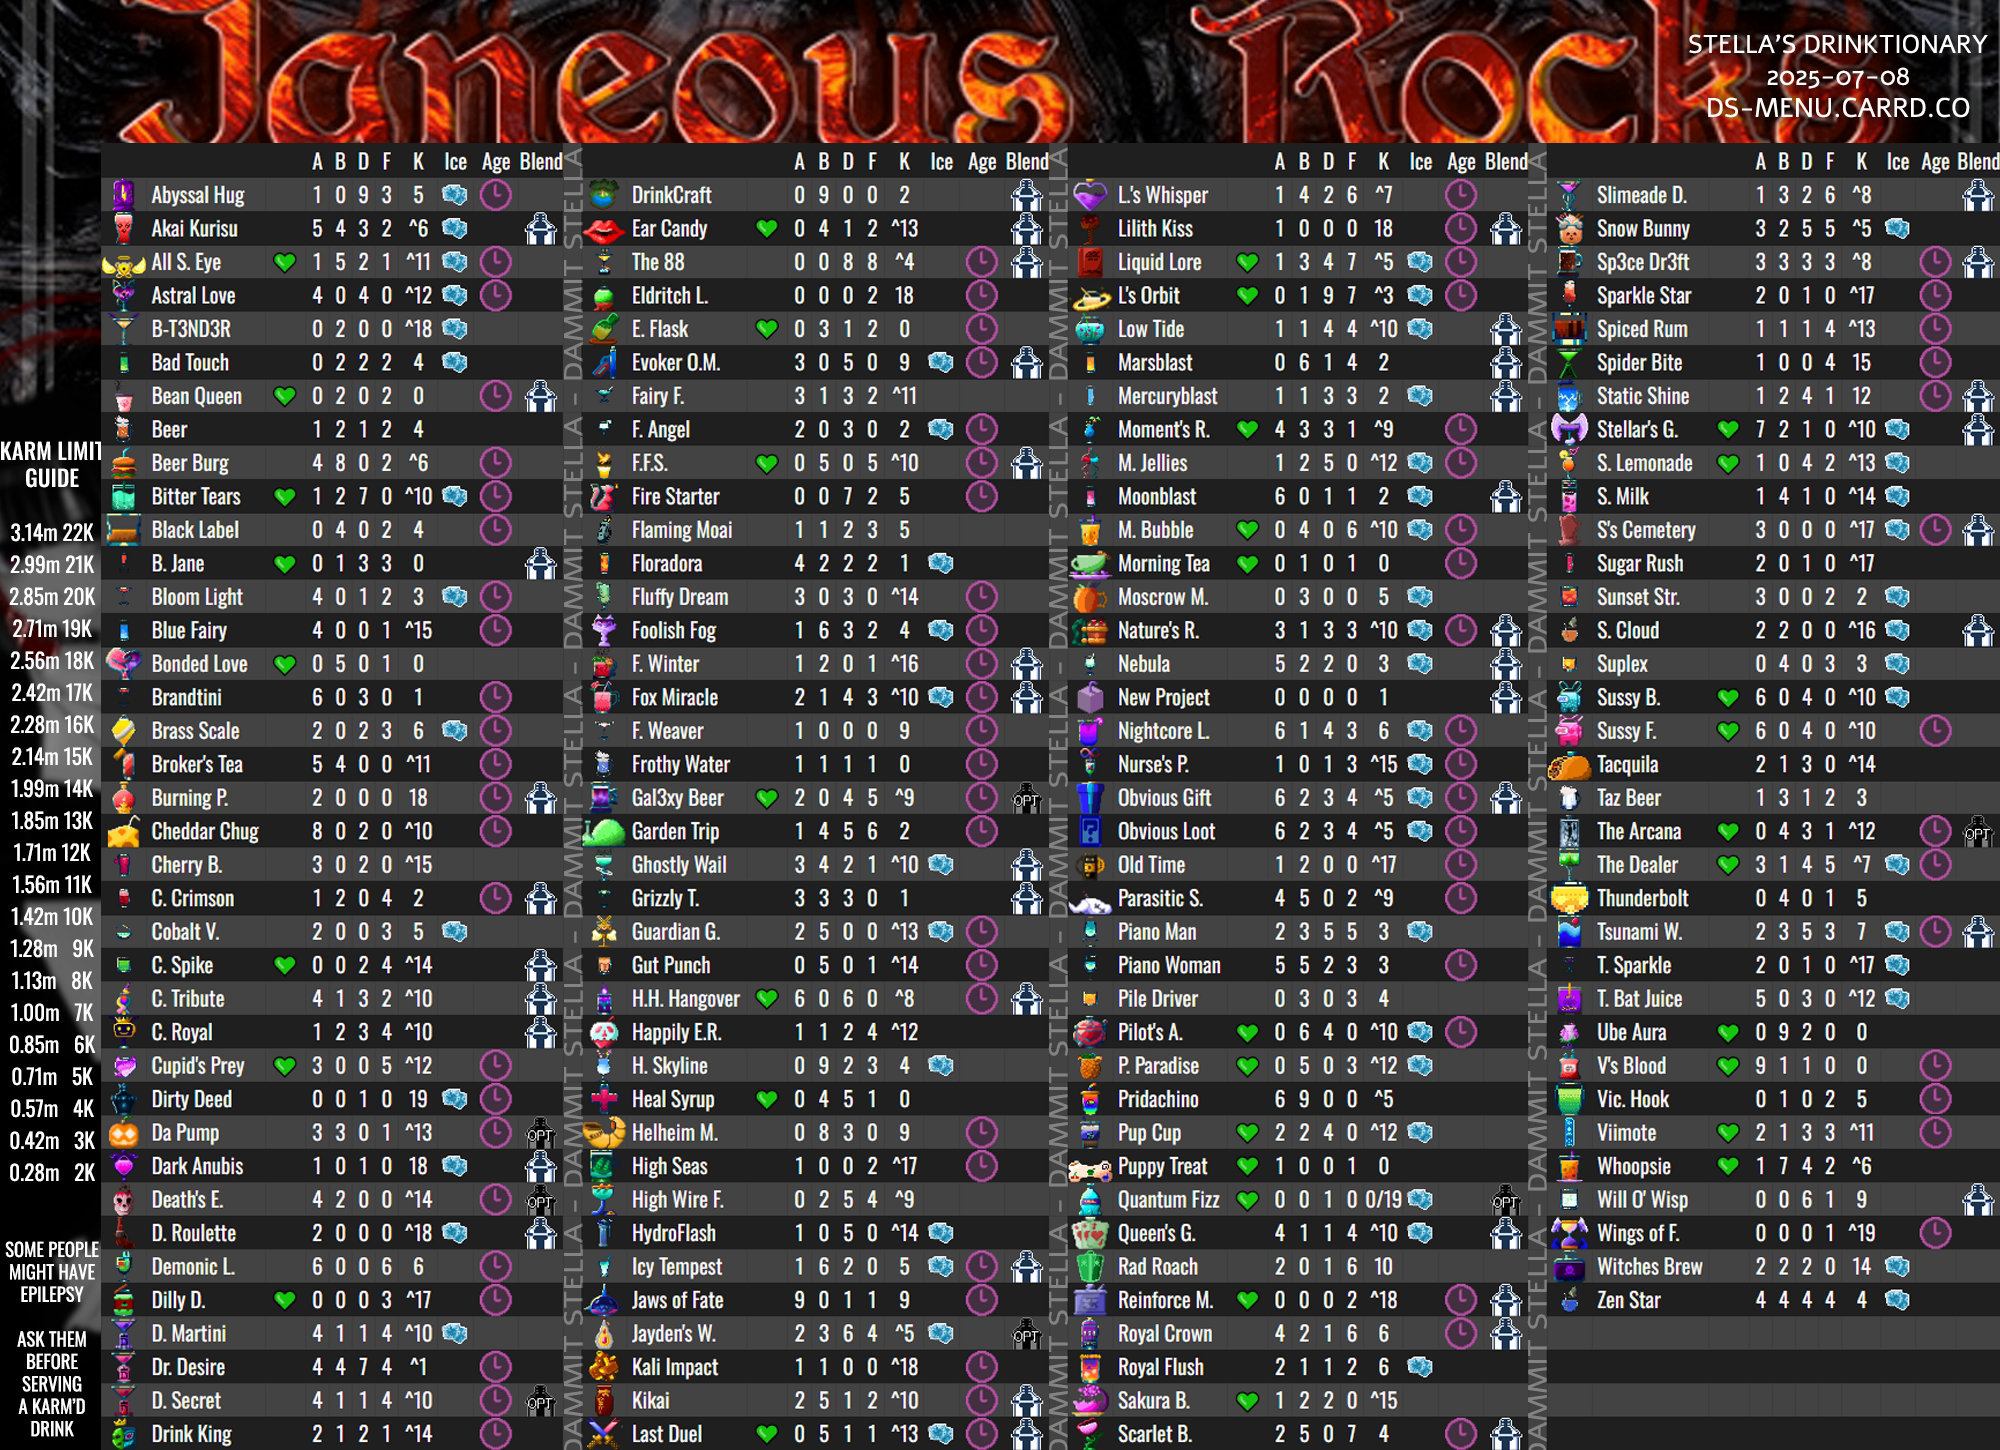 Igneous Rocks
STELLA'S DRINKTIONARY
2025-07-08
DS-MENU.CARRD.CO
KARM LIMIT
GUIDE
3.14m 22K
2.99m 21K
2.85m 20K
2.71m 19K
2.56m 18K
2.42m 17K
2.28m 16K
2.14m 15K
1.99m 14K
1.85m 13K
1.71m 12K
1.56m 11K
1.42m 10K
1.28m 9K
1.13m 8K
1.00m 7K
0.85m 6K
0.71m 5K
0.57m 4K
0.42m 3K
0.28m 2K
SOME PEOPLE
MIGHT HAVE
EPILEPSY
ASK THEM
BEFORE
SERVING
A KARM'D
DRINK
A B D F K Ice Age Blend
Abyssal Hug 1 0 9 3 5
Akai Kurisu 5 4 3 2 ^6
All S. Eye 1 5 2 1 ^11
Astral Love 4 0 4 0 ^12
B-T3ND3R 0 2 0 0 ^18
Bad Touch 0 2 2 2 4
Bean Queen 0 2 0 2 0
Beer 1 2 1 2 4
Beer Burg 4 8 0 2 ^6
Bitter Tears 1 2 7 0 ^10
Black Label 0 4 0 2 4
B. Jane 0 1 3 3 0
Bloom Light 4 0 1 2 3
Blue Fairy 4 0 0 1 ^15
Bonded Love 0 5 0 1 0
Brandtini 6 0 3 0 1
Brass Scale 2 0 2 3 6
Broker's Tea 5 4 0 0 ^11
Burning P. 2 0 0 0 18
Cheddar Chug 8 0 2 0 ^10
Cherry B. 3 0 2 0 ^15
C. Crimson 1 2 0 4 2
Cobalt V. 2 0 0 3 5
C. Spike 0 0 2 4 ^14
C. Tribute 4 1 3 2 ^10
C. Royal 1 2 3 4 ^10
Cupid's Prey 3 0 0 5 ^12
Dirty Deed 0 0 1 0 19
Da Pump 3 3 0 1 ^13 OPT
Dark Anubis 1 0 1 0 18
Death's E. 4 2 0 0 ^14 OPT
D. Roulette 2 0 0 0 ^18
Demonic L. 6 0 0 6 6
Dilly D. 0 0 0 3 ^17
D. Martini 4 1 1 4 ^10
Dr. Desire 4 4 7 4 ^1
D. Secret 4 1 1 4 ^10 OPT
Drink King 2 1 2 1 ^14
DAMMIT STELLA - DAMMIT STELLA - DAMMIT STELLA - DAMMIT STELLA
A B D F K Ice Age Blend
DrinkCraft 0 9 0 0 2
Ear Candy 0 4 1 2 ^13
The 88 0 0 8 8 ^4
Eldritch L. 0 0 0 2 18
E. Flask 0 3 1 2 0
Evoker O.M. 3 0 5 0 9
Fairy F. 3 1 3 2 ^11
F. Angel 2 0 3 0 2
F.F.S. 0 5 0 5 ^10
Fire Starter 0 0 7 2 5
Flaming Moai 1 1 2 3 5
Floradora 4 2 2 2 1
Fluffy Dream 3 0 3 0 ^14
Foolish Fog 1 6 3 2 4
F. Winter 1 2 0 1 ^16
Fox Miracle 2 1 4 3 ^10
F. Weaver 1 0 0 0 9
Frothy Water 1 1 1 1 0
Gal3xy Beer 2 0 4 5 ^9 OPT
Garden Trip 1 4 5 6 2
Ghostly Wail 3 4 2 1 ^10
Grizzly T. 3 3 3 0 1
Guardian G. 2 5 0 0 ^13
Gut Punch 0 5 0 1 ^14
H.H. Hangover 6 0 6 0 ^8
Happily E.R. 1 1 2 4 ^12
H. Skyline 0 9 2 3 4
Heal Syrup 0 4 5 1 0
Helheim M. 0 8 3 0 9
High Seas 1 0 0 2 ^17
High Wire F. 0 2 5 4 ^9
HydroFlash 1 0 5 0 ^14
Icy Tempest 1 6 2 0 5
Jaws of Fate 9 0 1 1 9
Jayden's W. 2 3 6 4 ^5 OPT
Kali Impact 1 1 0 0 ^18
Kikai 2 5 1 2 ^10
Last Duel 0 5 1 1 ^13
DAMMIT STELLA - DAMMIT STELLA - DAMMIT STELLA - DAMMIT STELLA
A B D F K Ice Age Blend
L.'s Whisper 1 4 2 6 ^7
Lilith Kiss 1 0 0 0 18
Liquid Lore 1 3 4 7 ^5
L's Orbit 0 1 9 7 ^3
Low Tide 1 1 4 4 ^10
Marsblast 0 6 1 4 2
Mercuryblast 1 1 3 3 2
Moment's R. 4 3 3 1 ^9
M. Jellies 1 2 5 0 ^12
Moonblast 6 0 1 1 2
M. Bubble 0 4 0 6 ^10
Morning Tea 0 1 0 1 0
Moscrow M. 0 3 0 0 5
Nature's R. 3 1 3 3 ^10
Nebula 5 2 2 0 3
New Project 0 0 0 0 1
Nightcore L. 6 1 4 3 6
Nurse's P. 1 0 1 3 ^15
Obvious Gift 6 2 3 4 ^5
Obvious Loot 6 2 3 4 ^5
Old Time 1 2 0 0 ^17
Parasitic S. 4 5 0 2 ^9
Piano Man 2 3 5 5 3
Piano Woman 5 5 2 3 3
Pile Driver 0 3 0 3 4
Pilot's A. 0 6 4 0 ^10
P. Paradise 0 5 0 3 ^12
Pridachino 6 9 0 0 ^5
Pup Cup 2 2 4 0 ^12
Puppy Treat 1 0 0 1 0
Quantum Fizz 0 0 1 0 0/19 OPT
Queen's G. 4 1 1 4 ^10
Rad Roach 2 0 1 6 10
Reinforce M. 0 0 0 2 ^18
Royal Crown 4 2 1 6 6
Royal Flush 2 1 1 2 6
Sakura B. 1 2 2 0 ^15
Scarlet B. 2 5 0 7 4
DAMMIT STELLA - DAMMIT STELLA - DAMMIT STELLA - DAMMIT STELLA
A B D F K Ice Age Blend
Slimeade D. 1 3 2 6 ^8
Snow Bunny 3 2 5 5 ^5
Sp3ce Dr3ft 3 3 3 3 ^8
Sparkle Star 2 0 1 0 ^17
Spiced Rum 1 1 1 4 ^13
Spider Bite 1 0 0 4 15
Static Shine 1 2 4 1 12
Stellar's G. 7 2 1 0 ^10
S. Lemonade 1 0 4 2 ^13
S. Milk 1 4 1 0 ^14
S's Cemetery 3 0 0 0 ^17
Sugar Rush 2 0 1 0 ^17
Sunset Str. 3 0 0 2 2
S. Cloud 2 2 0 0 ^16
Suplex 0 4 0 3 3
Sussy B. 6 0 4 0 ^10
Sussy F. 6 0 4 0 ^10
Tacquila 2 1 3 0 ^14
Taz Beer 1 3 1 2 3
The Arcana 0 4 3 1 ^12 OPT
The Dealer 3 1 4 5 ^7
Thunderbolt 0 4 0 1 5
Tsunami W. 2 3 5 3 7
T. Sparkle 2 0 1 0 ^17
T. Bat Juice 5 0 3 0 ^12
Ube Aura 0 9 2 0 0
V's Blood 9 1 1 0 0
Vic. Hook 0 1 0 2 5
Viimote 2 1 3 3 ^11
Whoopsie 1 7 4 2 ^6
Will O' Wisp 0 0 6 1 9
Wings of F. 0 0 0 1 ^19
Witches Brew 2 2 2 0 14
Zen Star 4 4 4 4 4